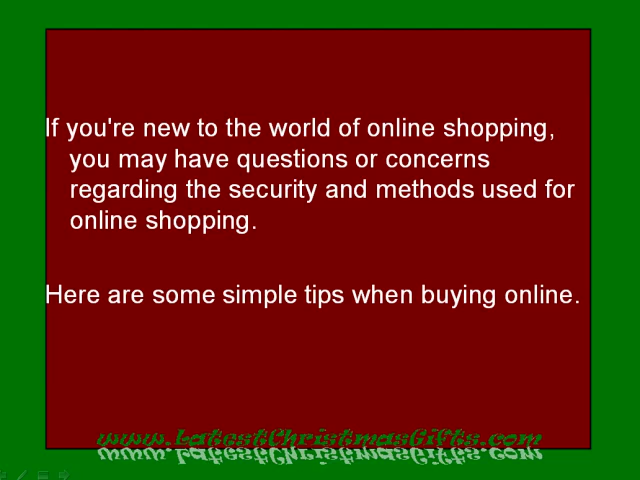 If you're new to the world of online shopping,
you may have questions or concerns
regarding the security and methods used for
online shopping.
Here are some simple tips when buying online.
www.LatestChristmasGifts.com